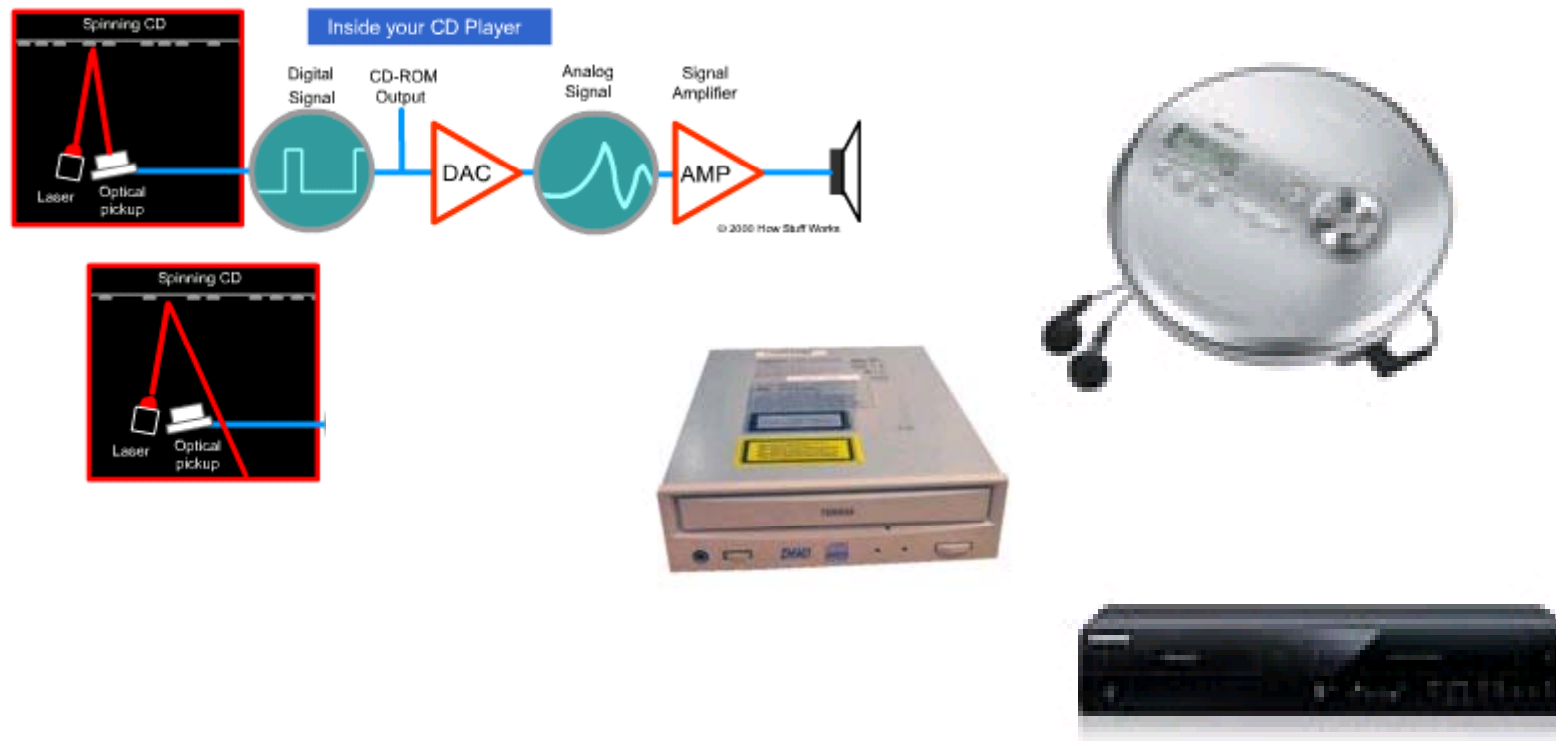 Spinning CD
Inside your CD Player
Digital
Signal
CD-ROM
Output
Analog
Signal
Signal
Amplifier
DAC
AMP
Laser
Optical
pickup
© 2000 How Stuff Works
Spinning CD
Laser
Optical
pickup